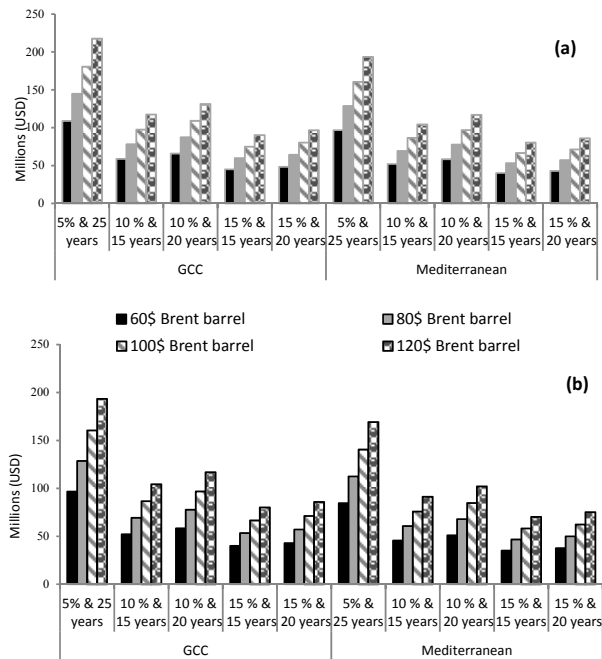 250
(a)
200
150
100
50
0
Millions (USD)
5% & 25 10 % & 10 % & 15% & 15% & 5% & 10 % & 10 % & 15% & 15% &
years 15 years 20 years 15 years 20 years 25 years 15 years 20 years 15 years 20 years
GCC Mediterranean
60$ Brent barrel 80$ Brent barrel
100$ Brent barrel 120$ Brent barrel
250
(b)
200
150
100
50
0
Millions (USD)
5% & 25 10 % & 10 % & 15% & 15% & 5% & 10 % & 10 % & 15% & 15% &
years 15 years 20 years 15 years 20 years 25 years 15 years 20 years 15 years 20 years
GCC Mediterranean